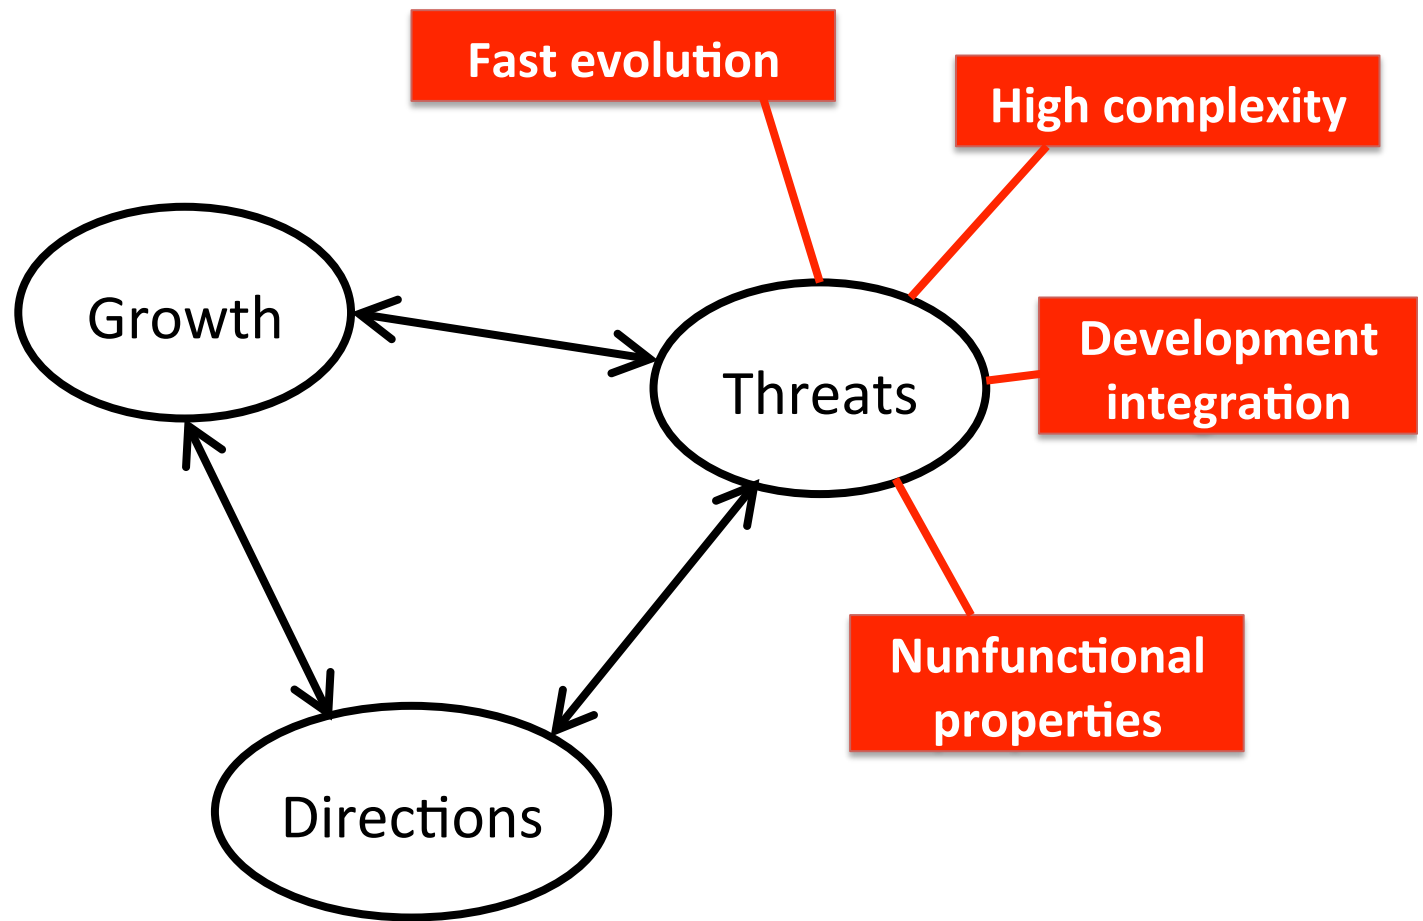 Fast evolution
High complexity
Growth
Threats
Development
integration
Nunfunctional
properties
Directions